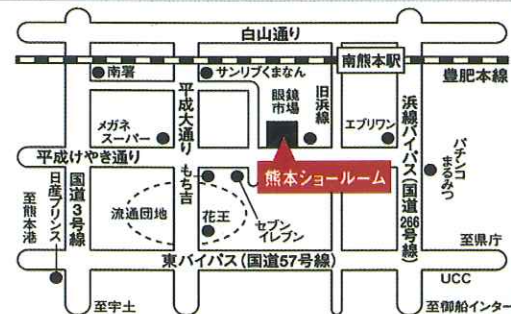 白山通り
南熊本駅
豊肥本線
南署
サンリブくまなん
平成大通り
眼鏡
市場
旧浜線
メガネ
スーパー
エブリワン
浜線バイパス(国道266号線)
パチンコ
まるみつ
平成けやき通り
もち吉
熊本ショールーム
国道3号線
日産プリンス
至熊本港
流通団地
花王
セブン
イレブン
至県庁
東バイパス(国道57号線)
UCC
至宇土
至御船インター